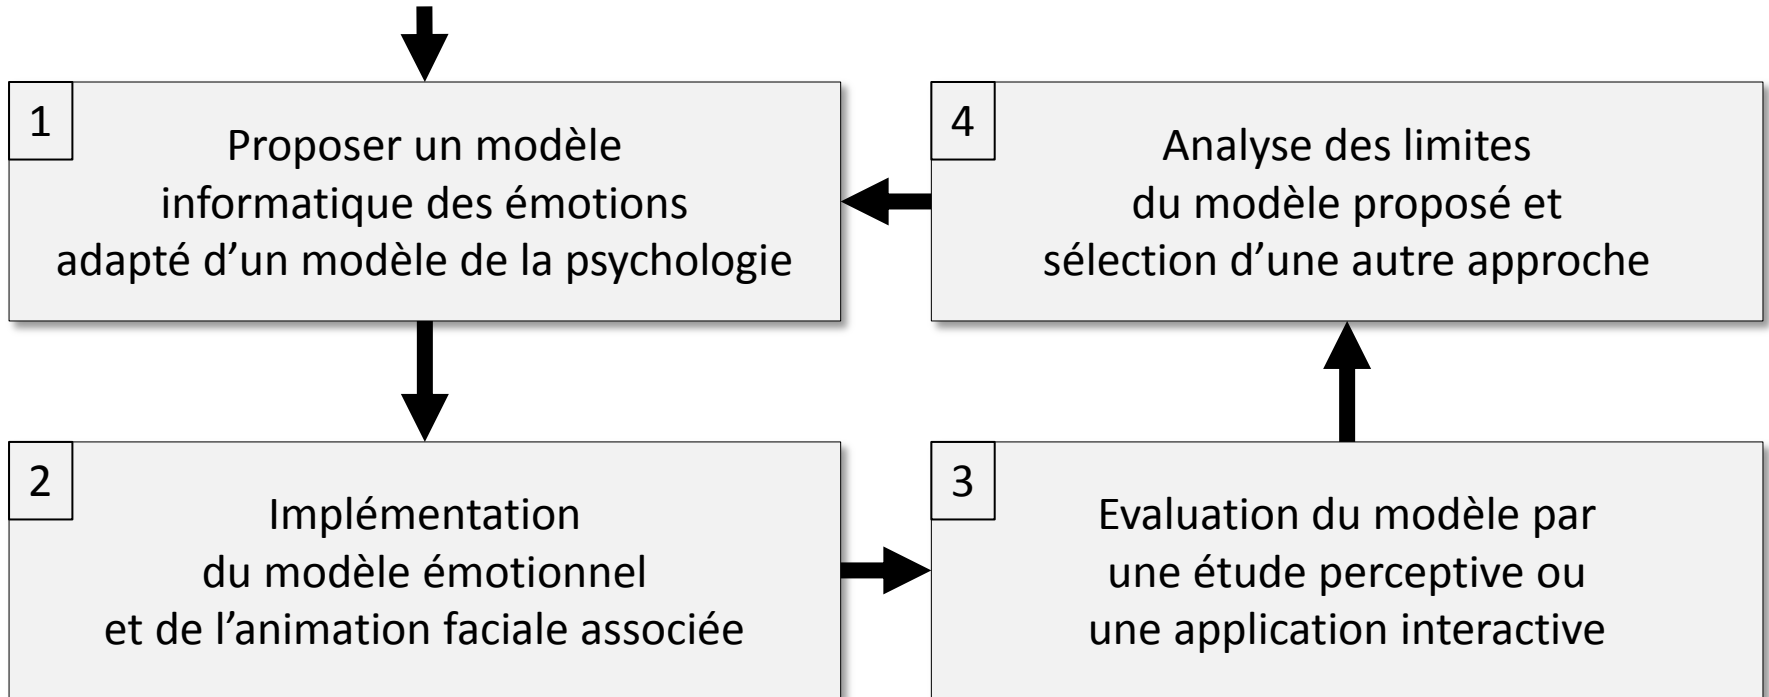 1
Proposer un modèle
informatique des émotions
adapté d’un modèle de la psychologie
2
Implémentation
du modèle émotionnel
et de l’animation faciale associée
3
Evaluation du modèle par
une étude perceptive ou
une application interactive
4
Analyse des limites
du modèle proposé et
sélection d’une autre approche